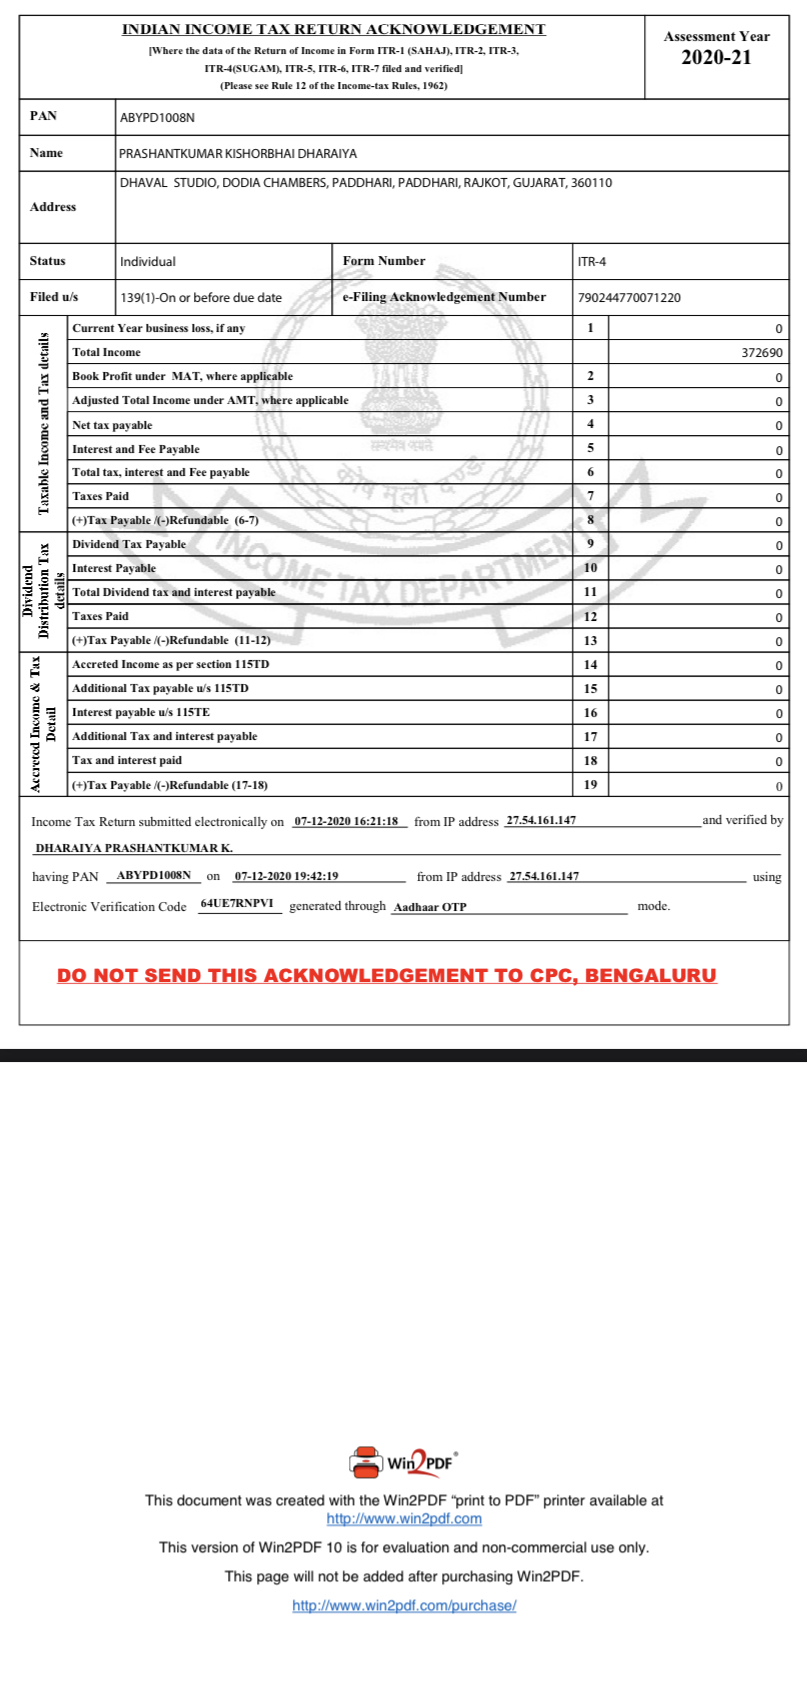 INDIAN INCOME TAX RETURN ACKNOWLEDGEMENT
[Where the data of the Return of Income in Form ITR-1 (SAHAJ), ITR-2, ITR-3,
ITR-4(SUGAM), ITR-5, ITR-6, ITR-7 filed and verified]
(Please see Rule 12 of the Income-tax Rules, 1962)
Assessment Year
2020-21
PAN ABYPD1008N
Name PRASHANTKUMAR KISHORBHAI DHARAIYA
Address DHAVAL STUDIO, DODIA CHAMBERS, PADDHARI, PADDHARI, RAJKOT, GUJARAT, 360110
Status Individual Form Number ITR-4
Filed u/s 139(1)-On or before due date e-Filing Acknowledgement Number 790244770071220
Taxable Income and Tax details
Current Year business loss, if any 1 0
Total Income 372690
Book Profit under MAT, where applicable 2 0
Adjusted Total Income under AMT, where applicable 3 0
Net tax payable 4 0
Interest and Fee Payable 5 0
Total tax, interest and Fee payable 6 0
Taxes Paid 7 0
(+)Tax Payable /(-)Refundable (6-7) 8 0
Dividend Distribution Tax details
Dividend Tax Payable 9 0
Interest Payable 10 0
Total Dividend tax and interest payable 11 0
Taxes Paid 12 0
(+)Tax Payable /(-)Refundable (11-12) 13 0
Accreted Income & Tax Detail
Accreted Income as per section 115TD 14 0
Additional Tax payable u/s 115TD 15 0
Interest payable u/s 115TE 16 0
Additional Tax and interest payable 17 0
Tax and interest paid 18 0
(+)Tax Payable /(-)Refundable (17-18) 19 0
सत्यमेव जयते
कोष मूलो दण्डः
INCOME TAX DEPARTMENT
Income Tax Return submitted electronically on 07-12-2020 16:21:18 from IP address 27.54.161.147 and verified by
DHARAIYA PRASHANTKUMAR K.
having PAN ABYPD1008N on 07-12-2020 19:42:19 from IP address 27.54.161.147 using
Electronic Verification Code 64UE7RNPVI generated through Aadhaar OTP mode.
DO NOT SEND THIS ACKNOWLEDGEMENT TO CPC, BENGALURU
Win2PDF®
This document was created with the Win2PDF “print to PDF” printer available at
http://www.win2pdf.com
This version of Win2PDF 10 is for evaluation and non-commercial use only.
This page will not be added after purchasing Win2PDF.
http://www.win2pdf.com/purchase/